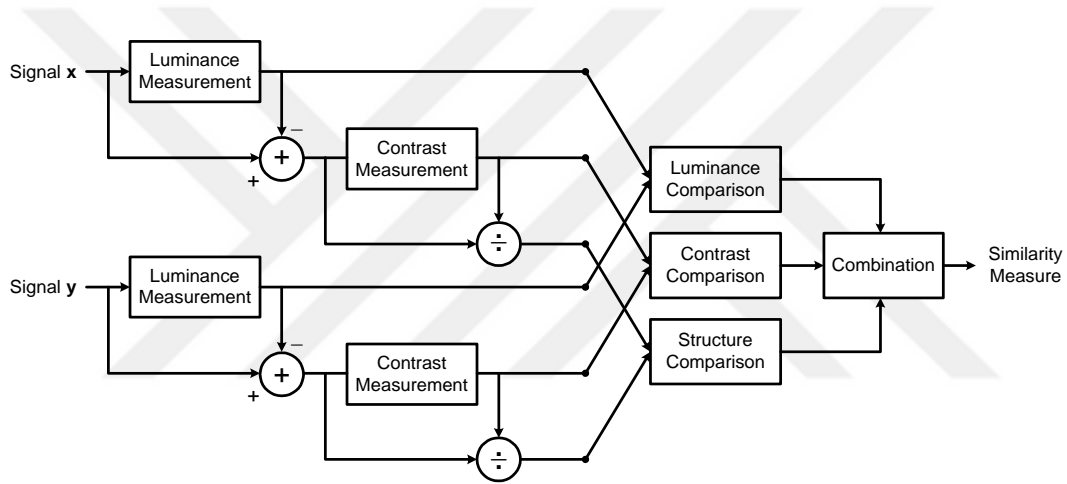 Signal x
Luminance
Measurement
−
+
+
Contrast
Measurement
÷
Signal y
Luminance
Measurement
−
+
+
Contrast
Measurement
÷
Luminance
Comparison
Contrast
Comparison
Structure
Comparison
Combination
Similarity
Measure